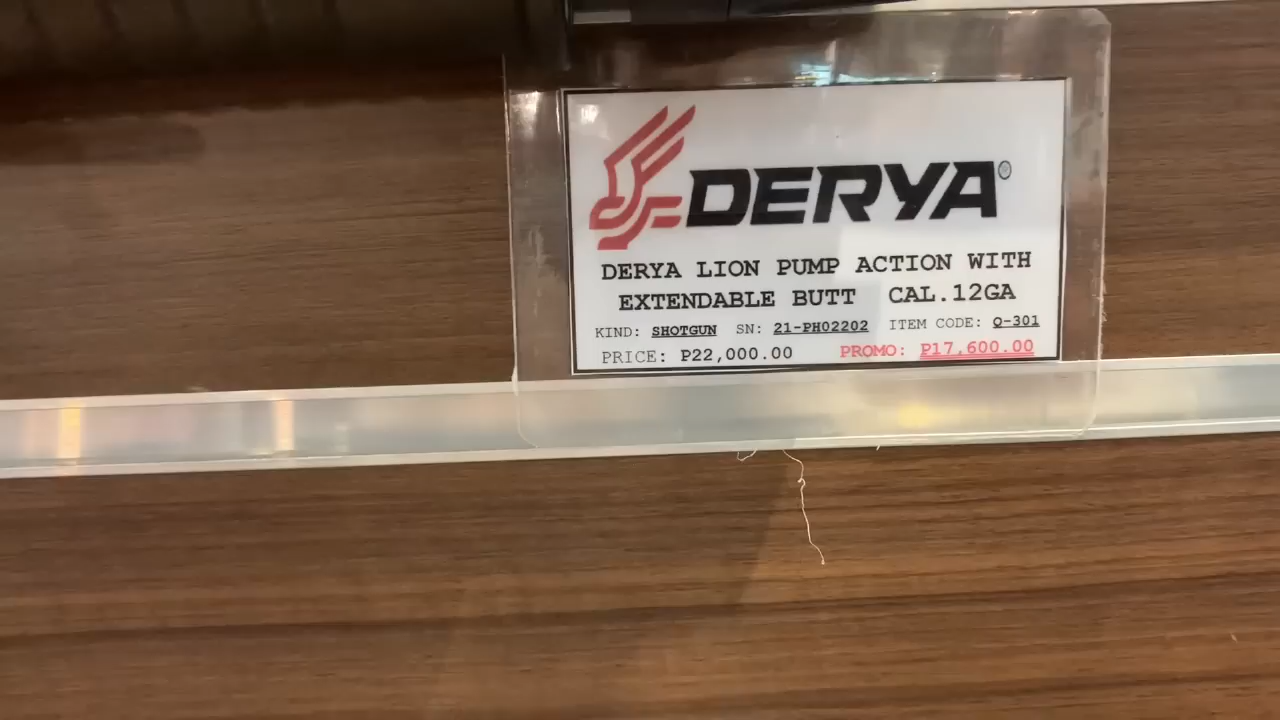 DERYA®
DERYA LION PUMP ACTION WITH
EXTENDABLE BUTT CAL.12GA
KIND: SHOTGUN SN: 21-PH02202 ITEM CODE: Q-301
PRICE: P22,000.00 PROMO: P17,600.00